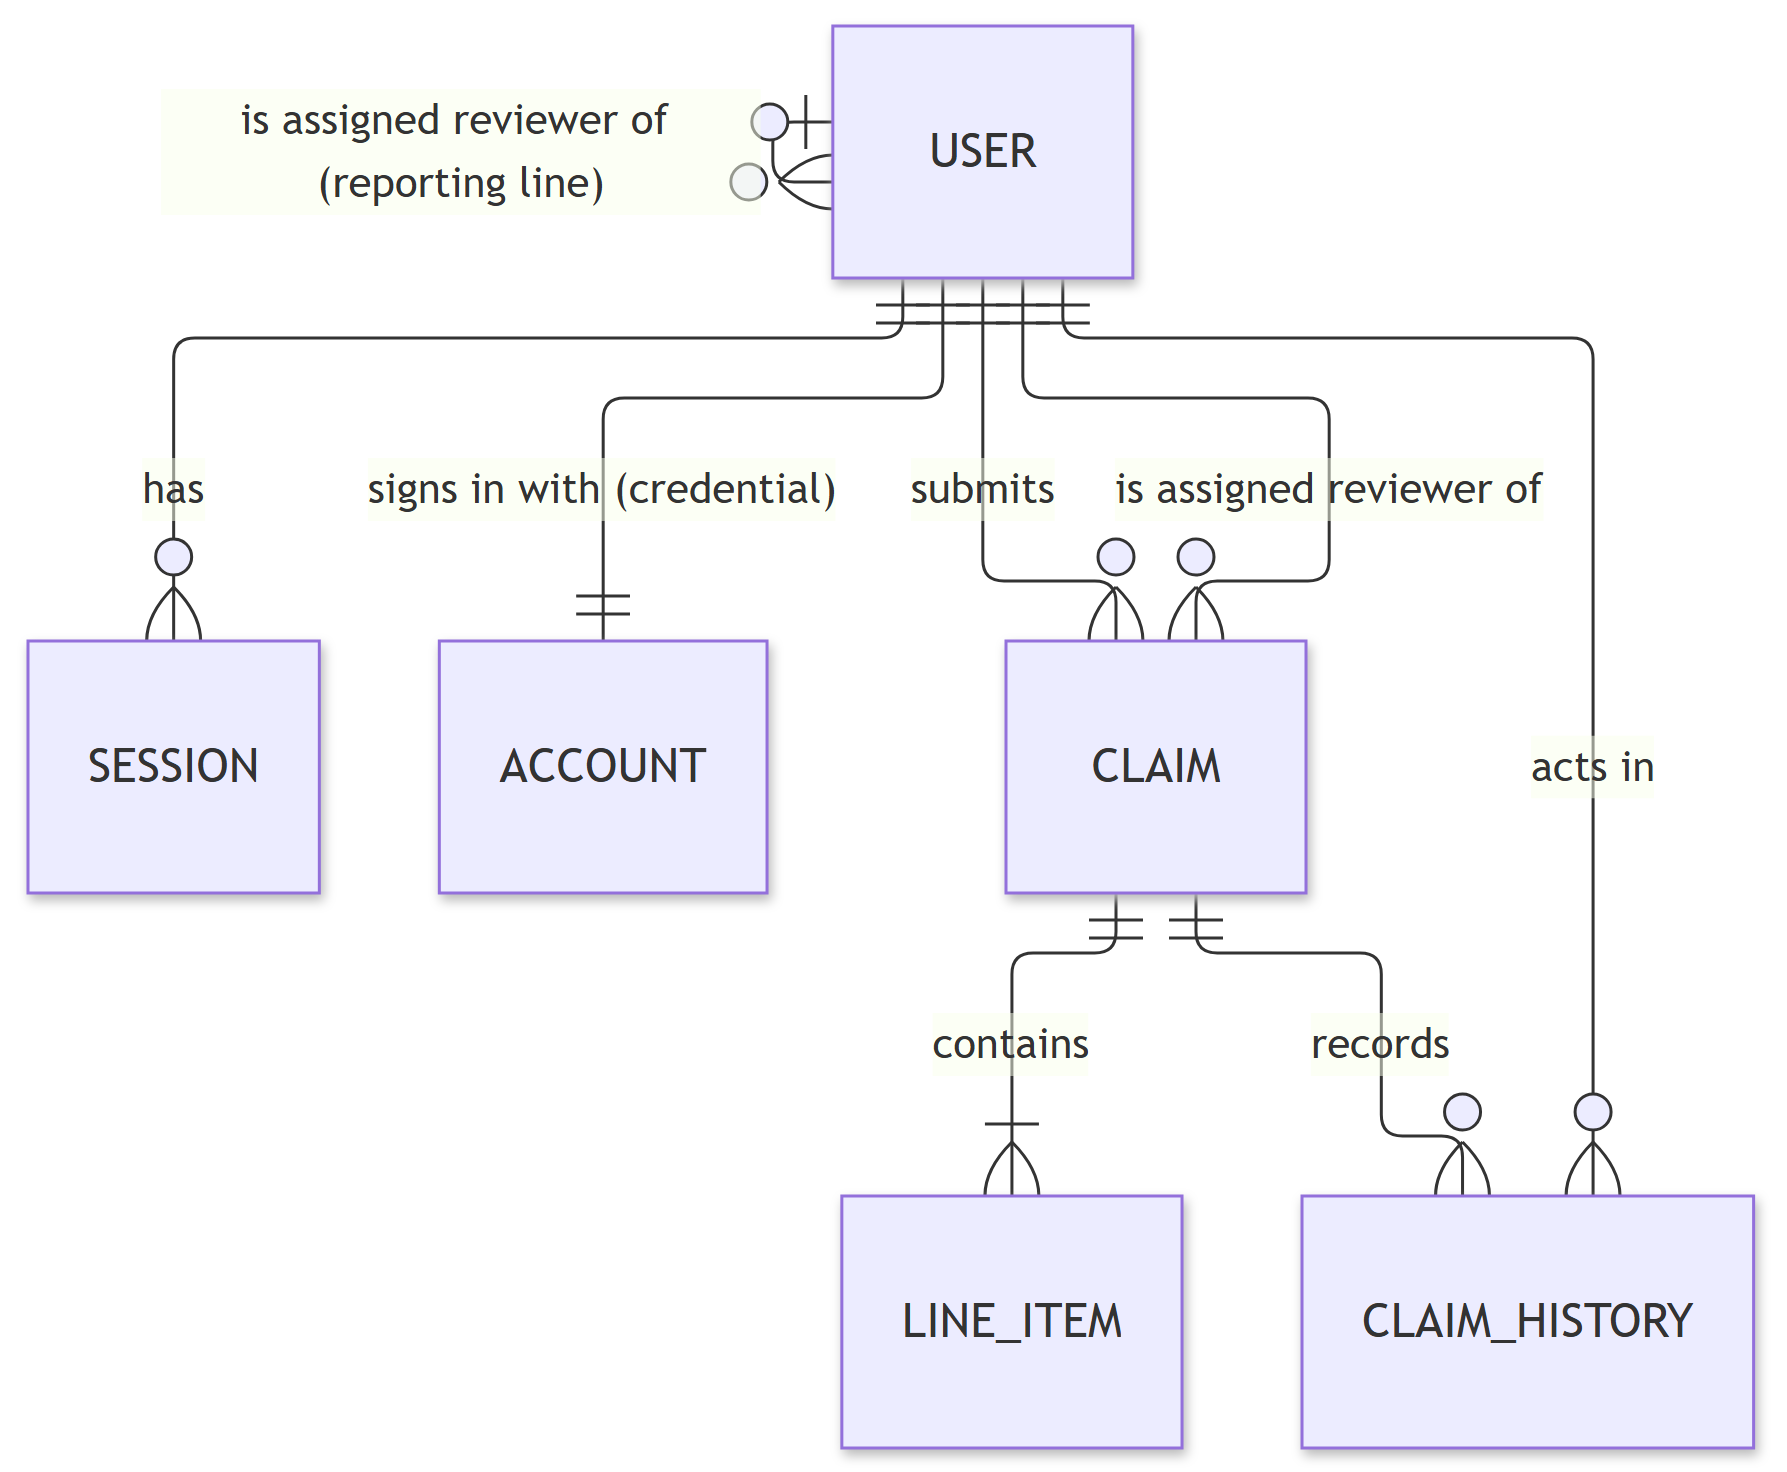 is assigned reviewer of
(reporting line)
USER
has
signs in with (credential)
submits
is assigned reviewer of
SESSION
ACCOUNT
CLAIM
acts in
contains
records
LINE_ITEM
CLAIM_HISTORY